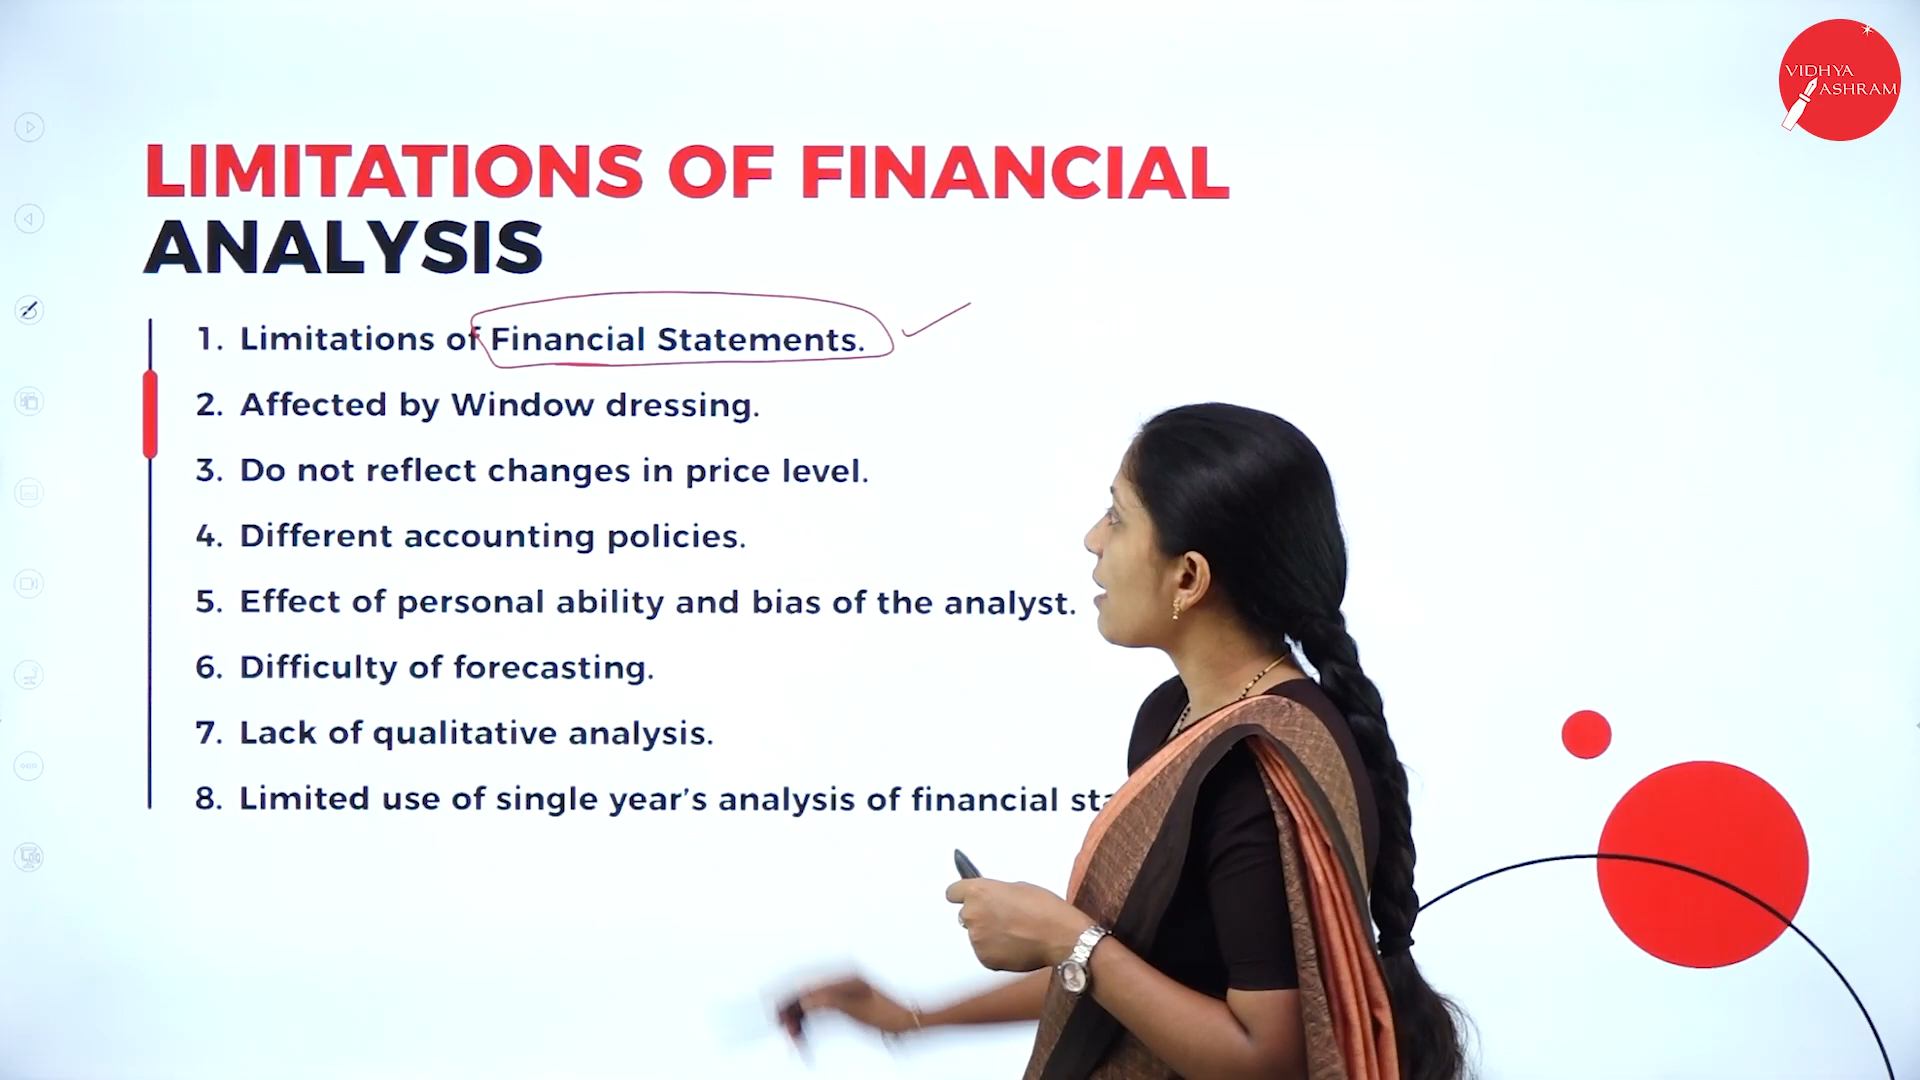 VIDHYA
ASHRAM
LIMITATIONS OF FINANCIAL
ANALYSIS
1. Limitations of Financial Statements.
2. Affected by Window dressing.
3. Do not reflect changes in price level.
4. Different accounting policies.
5. Effect of personal ability and bias of the analyst.
6. Difficulty of forecasting.
7. Lack of qualitative analysis.
8. Limited use of single year's analysis of financial